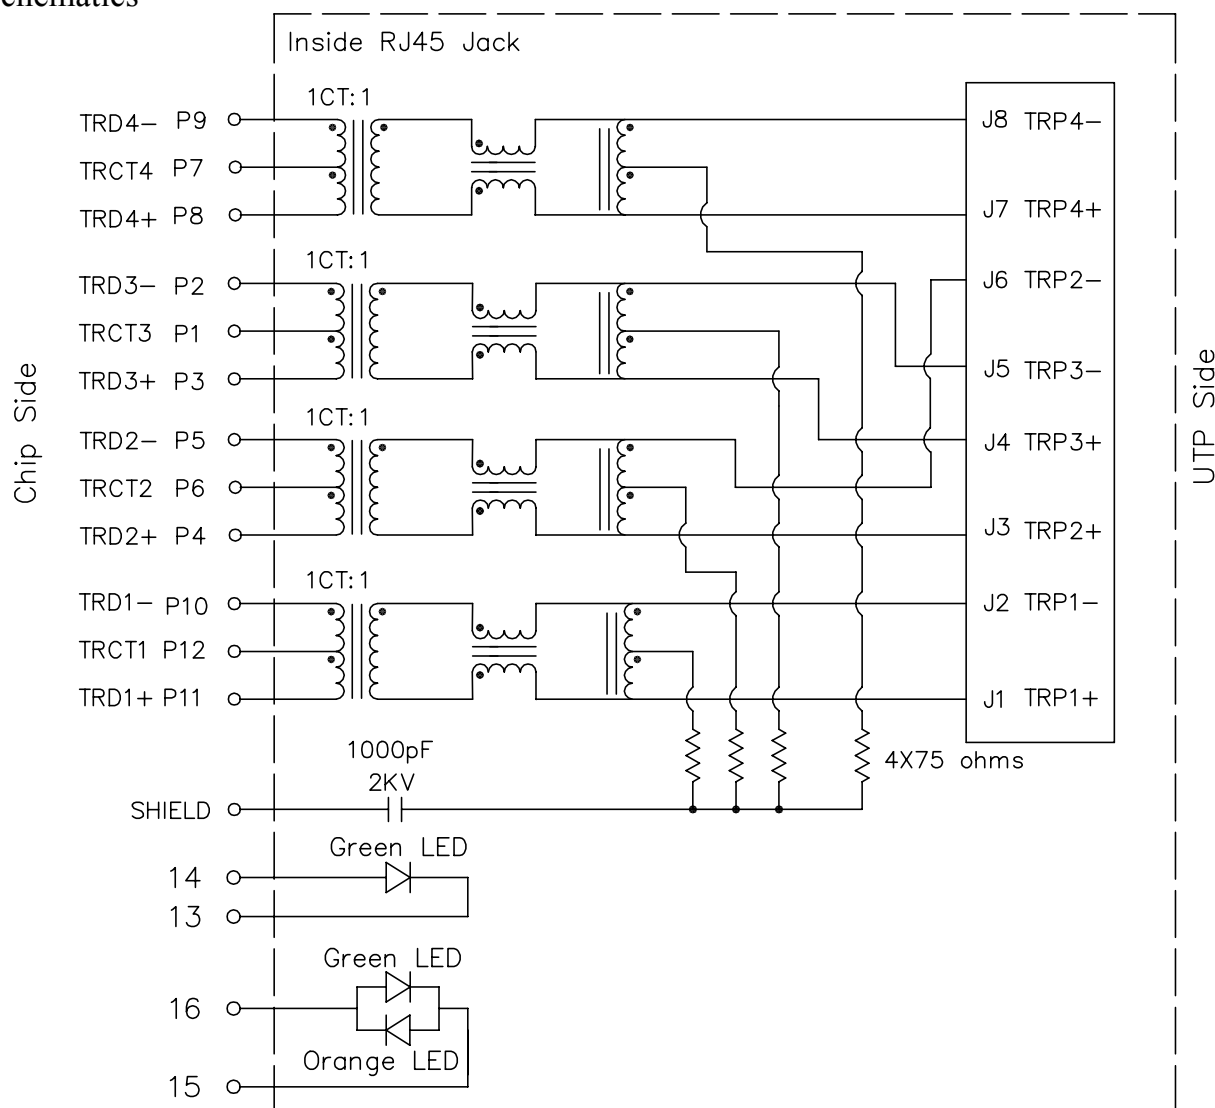 Inside RJ45 Jack
1CT:1
TRD4- P9
TRCT4 P7
TRD4+ P8
J8 TRP4-
J7 TRP4+
1CT:1
TRD3- P2
TRCT3 P1
TRD3+ P3
J6 TRP2-
J5 TRP3-
1CT:1
TRD2- P5
TRCT2 P6
TRD2+ P4
J4 TRP3+
J3 TRP2+
1CT:1
TRD1- P10
TRCT1 P12
TRD1+ P11
J2 TRP1-
J1 TRP1+
Chip Side
UTP Side
1000pF
2KV
4X75 ohms
SHIELD
Green LED
14
13
Green LED
16
Orange LED
15